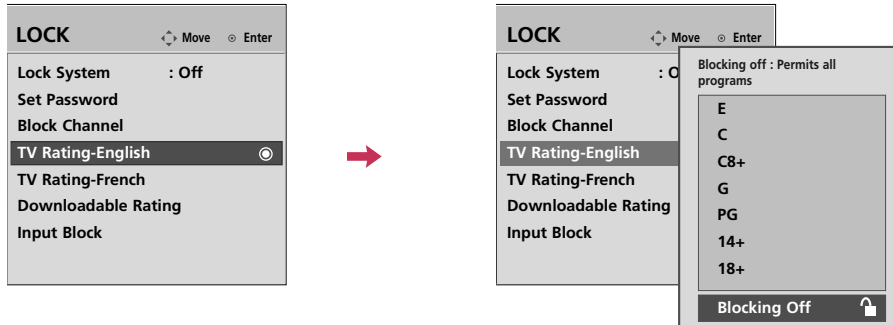 LOCK
Move Enter
Lock System : Off
Set Password
Block Channel
TV Rating-English
TV Rating-French
Downloadable Rating
Input Block
LOCK
Move Enter
Lock System : O
Set Password
Block Channel
TV Rating-English
TV Rating-French
Downloadable Rating
Input Block
Blocking off : Permits all
programs
E
C
C8+
G
PG
14+
18+
Blocking Off